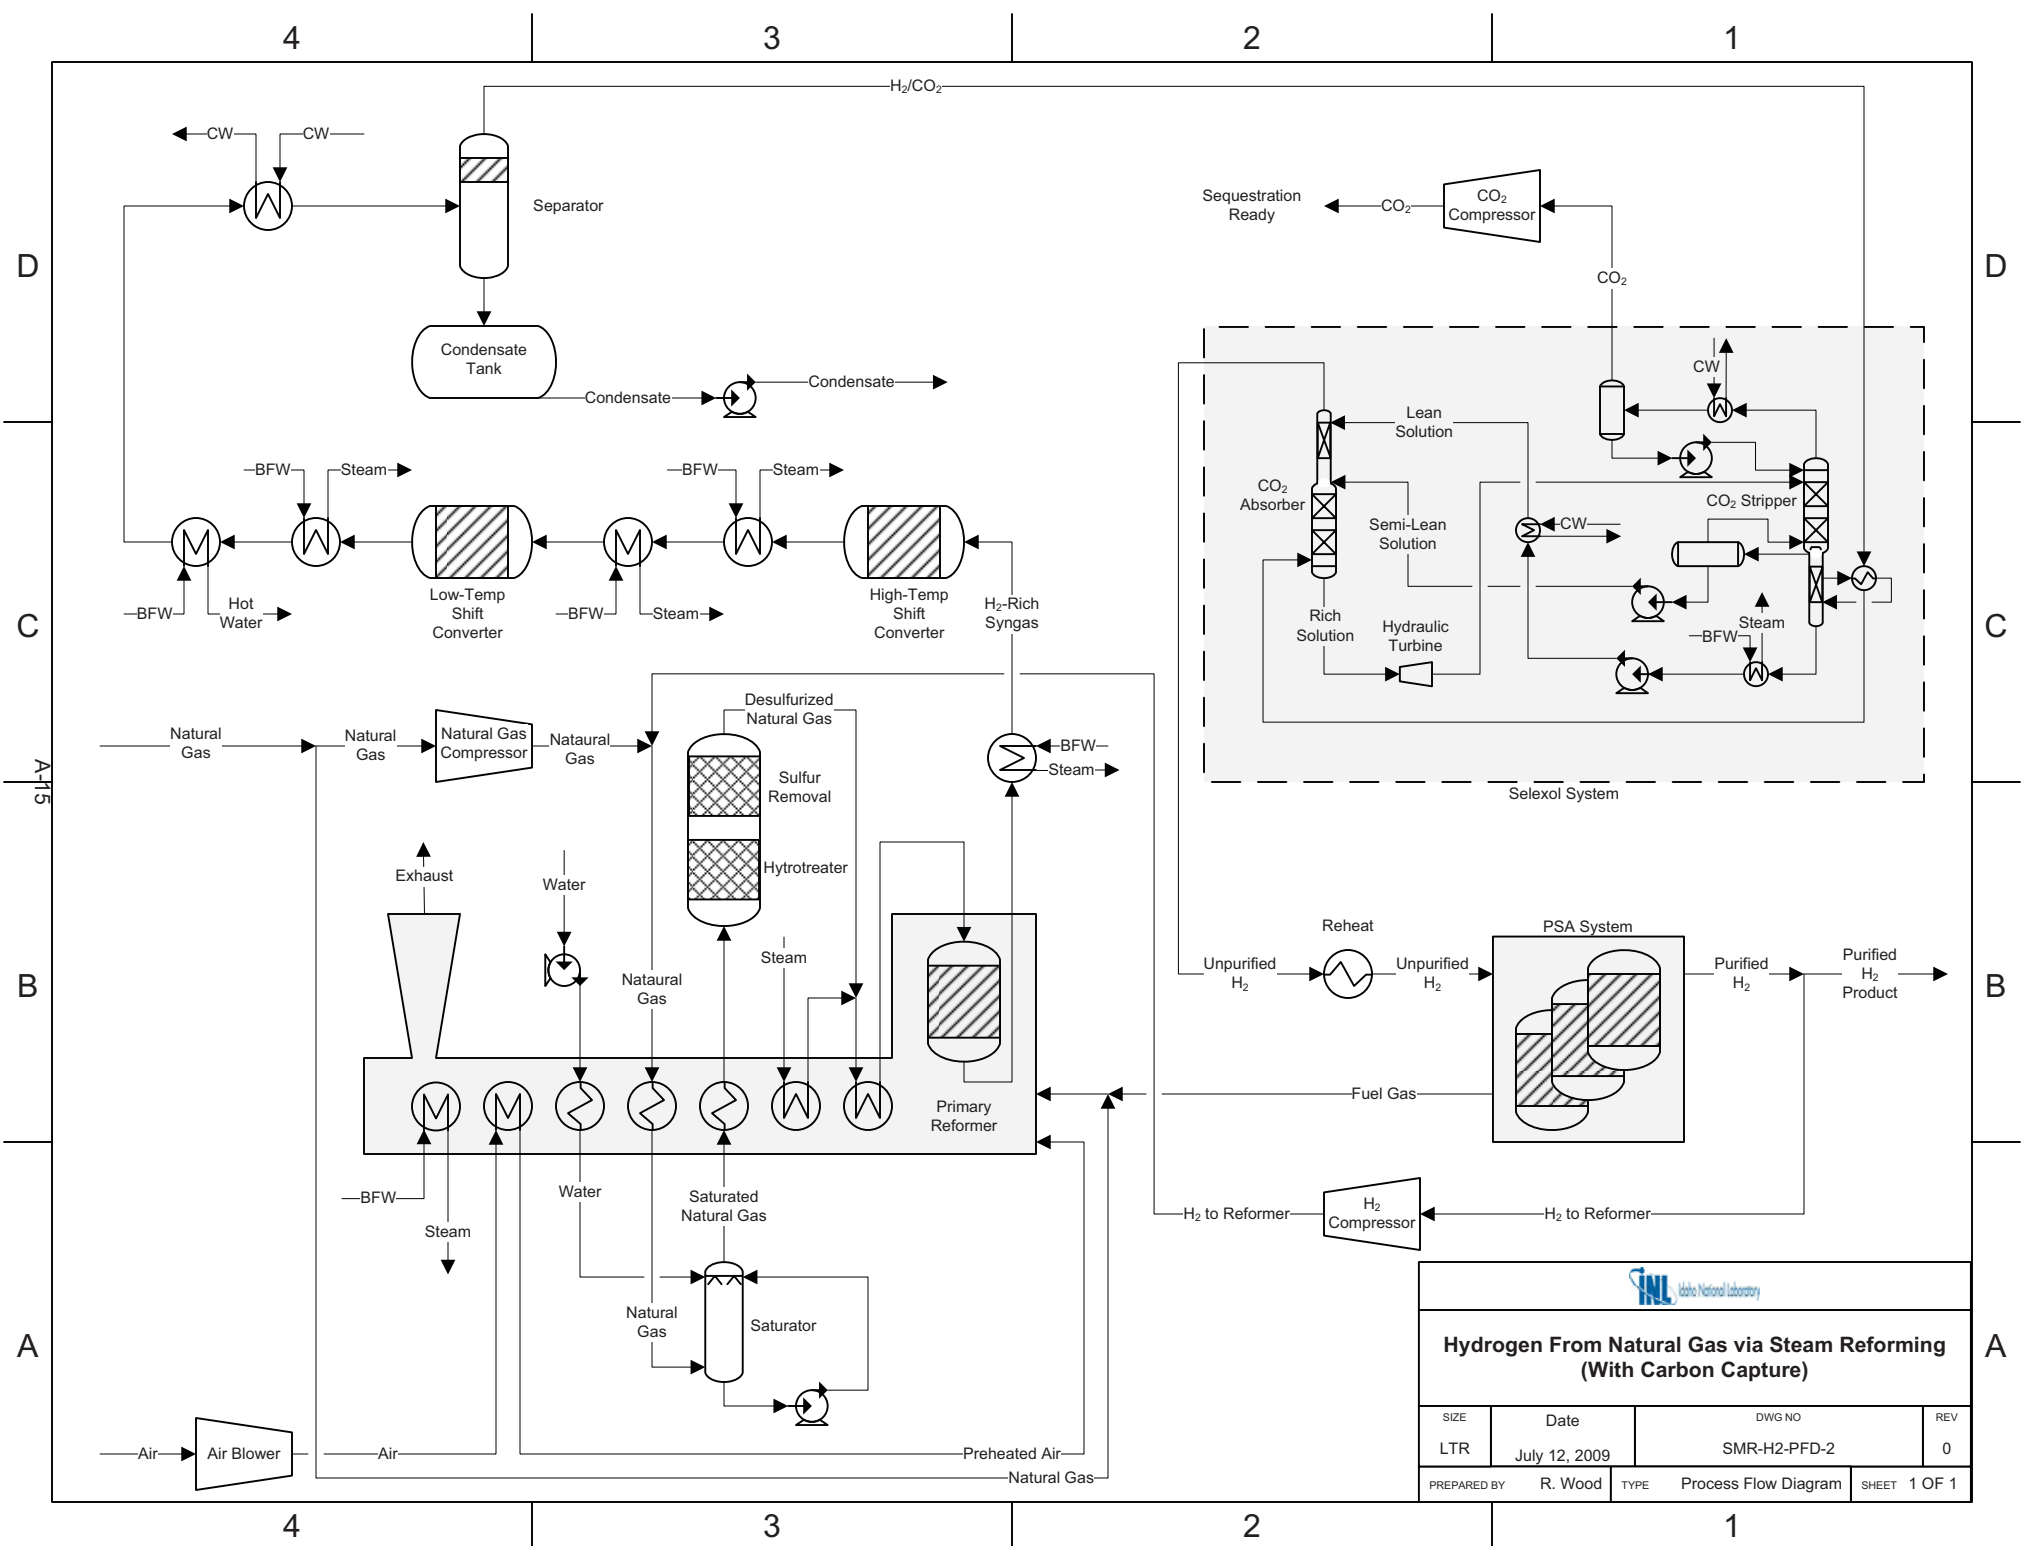 4
3
2
1
H₂/CO₂
CW
CW
Separator
Sequestration
Ready
CO₂
CO₂
Compressor
D
D
CO₂
Condensate
Tank
Condensate
Condensate
CW
Lean
Solution
BFW
Steam
BFW
Steam
CO₂
Absorber
CO₂ Stripper
Semi-Lean
Solution
CW
Low-Temp
Shift
Converter
High-Temp
Shift
Converter
H₂-Rich
Syngas
BFW
Hot
Water
BFW
Steam
Rich
Solution
Hydraulic
Turbine
BFW
Steam
C
C
Natural
Gas
Natural
Gas
Natural Gas
Compressor
Nataural
Gas
Desulfurized
Natural Gas
BFW
Steam
A-15
Sulfur
Removal
Selexol System
Hytrotreater
Exhaust
Water
Steam
Nataural
Gas
Reheat
PSA System
Unpurified
H₂
Unpurified
H₂
Purified
H₂
Purified
H₂
Product
B
B
Primary
Reformer
Fuel Gas
BFW
Steam
Water
Saturated
Natural Gas
H₂ to Reformer
H₂
Compressor
H₂ to Reformer
Natural
Gas
Saturator
A
A
INL Idaho National Laboratory
Hydrogen From Natural Gas via Steam Reforming
(With Carbon Capture)
SIZE
LTR
Date
July 12, 2009
DWG NO
SMR-H2-PFD-2
REV
0
PREPARED BY R. Wood
TYPE Process Flow Diagram
SHEET 1 OF 1
Air
Air Blower
Air
Preheated Air
Natural Gas
4
3
2
1